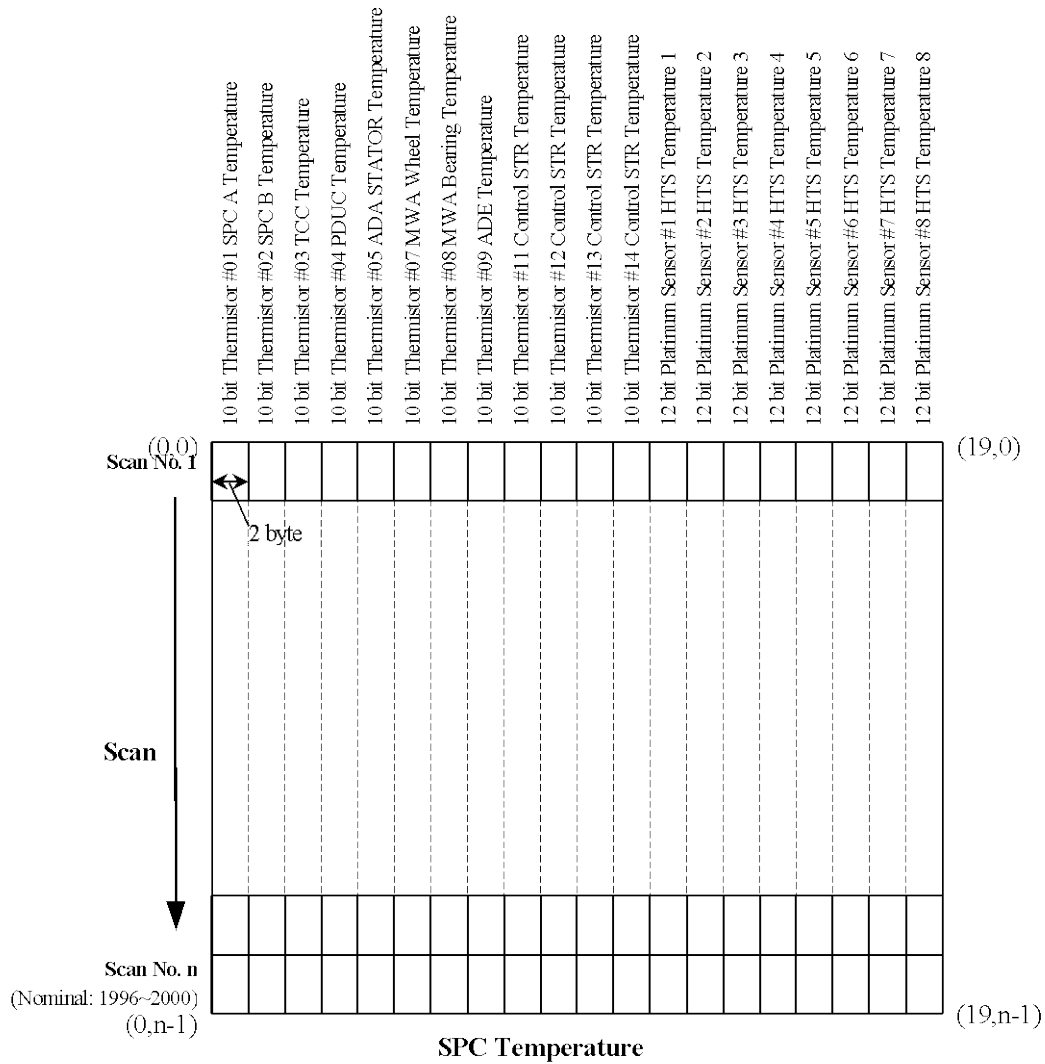 10 bit Thermistor #01 SPC A Temperature
10 bit Thermistor #02 SPC B Temperature
10 bit Thermistor #03 TCC Temperature
10 bit Thermistor #04 PDUC Temperature
10 bit Thermistor #05 ADA STATOR Temperature
10 bit Thermistor #07 MWA Wheel Temperature
10 bit Thermistor #08 MWA Bearing Temperature
10 bit Thermistor #09 ADE Temperature
10 bit Thermistor #11 Control STR Temperature
10 bit Thermistor #12 Control STR Temperature
10 bit Thermistor #13 Control STR Temperature
10 bit Thermistor #14 Control STR Temperature
12 bit Platinum Sensor #1 HTS Temperature 1
12 bit Platinum Sensor #2 HTS Temperature 2
12 bit Platinum Sensor #3 HTS Temperature 3
12 bit Platinum Sensor #4 HTS Temperature 4
12 bit Platinum Sensor #5 HTS Temperature 5
12 bit Platinum Sensor #6 HTS Temperature 6
12 bit Platinum Sensor #7 HTS Temperature 7
12 bit Platinum Sensor #8 HTS Temperature 8
(0,0)
(19,0)
Scan No. 1
2 byte
Scan
Scan No. n
(Nominal: 1996~2000)
(0,n-1)
(19,n-1)
SPC Temperature